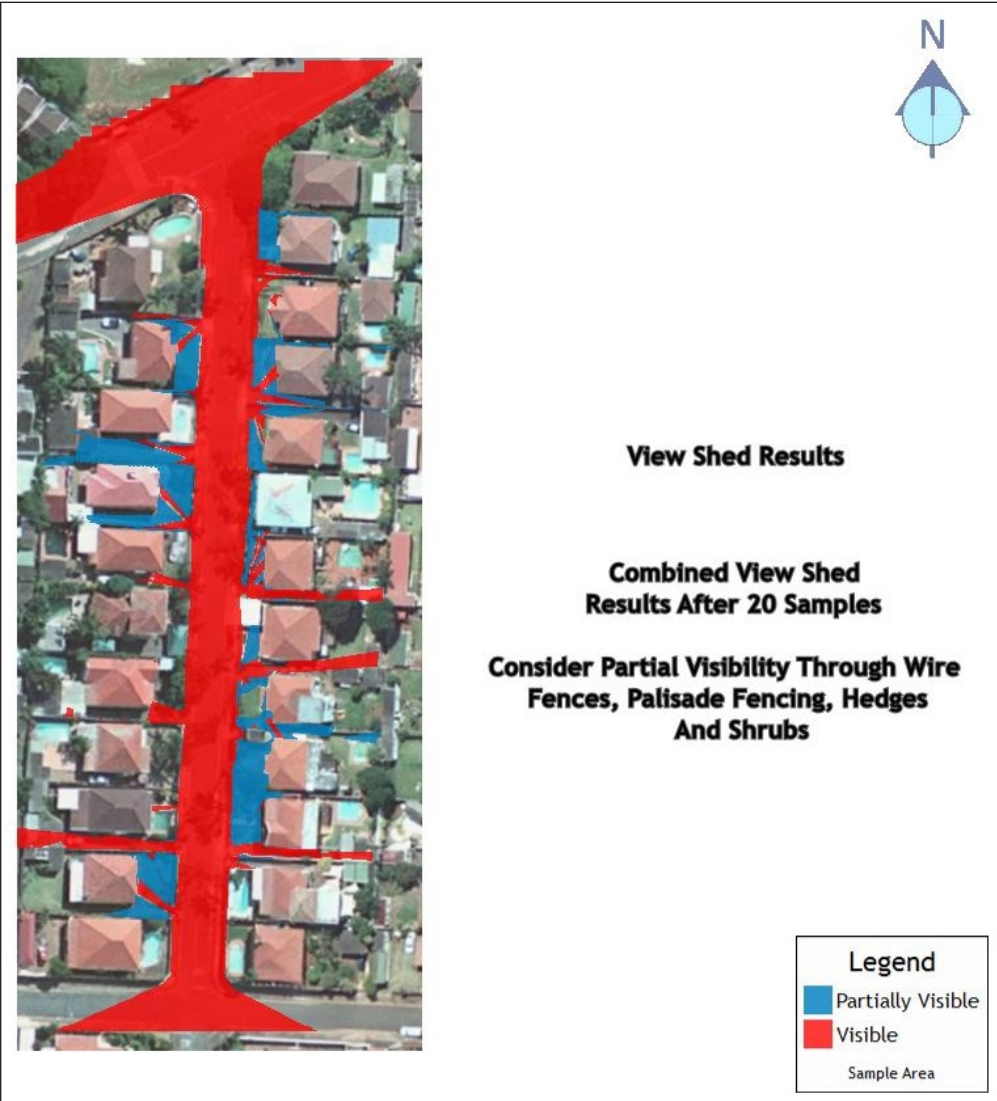 N
View Shed Results
Combined View Shed
Results After 20 Samples
Consider Partial Visibility Through Wire
Fences, Palisade Fencing, Hedges
And Shrubs
Legend
Partially Visible
Visible
Sample Area